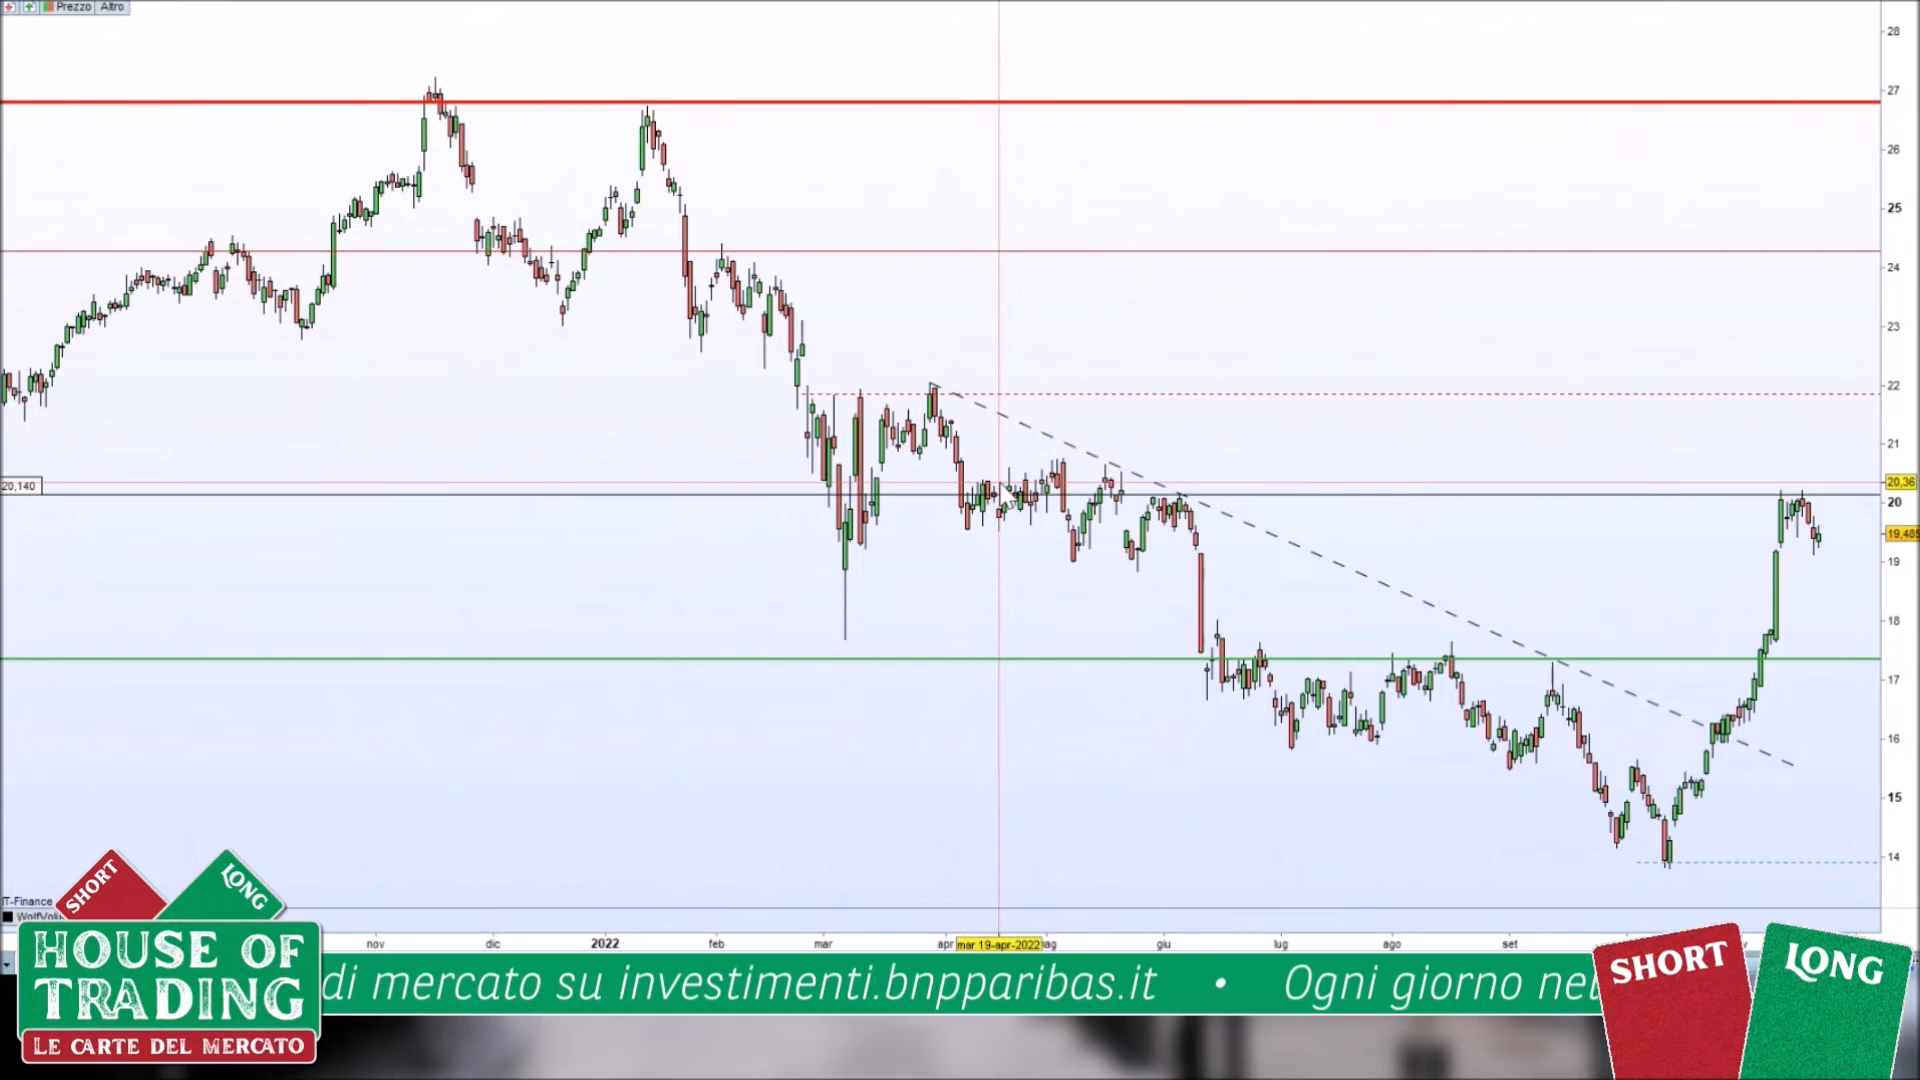 Prezzo Altro
28
27
26
25
24
23
22
21
20,140
20,36
20
19,485
19
18
17
16
15
14
IT-Finance
nov dic 2022 feb mar apr mar 19-apr-2022 mag giu lug ago set
SHORT LONG
HOUSE OF
TRADING
LE CARTE DEL MERCATO
di mercato su investimenti.bnpparibas.it • Ogni giorno nel
SHORT LONG